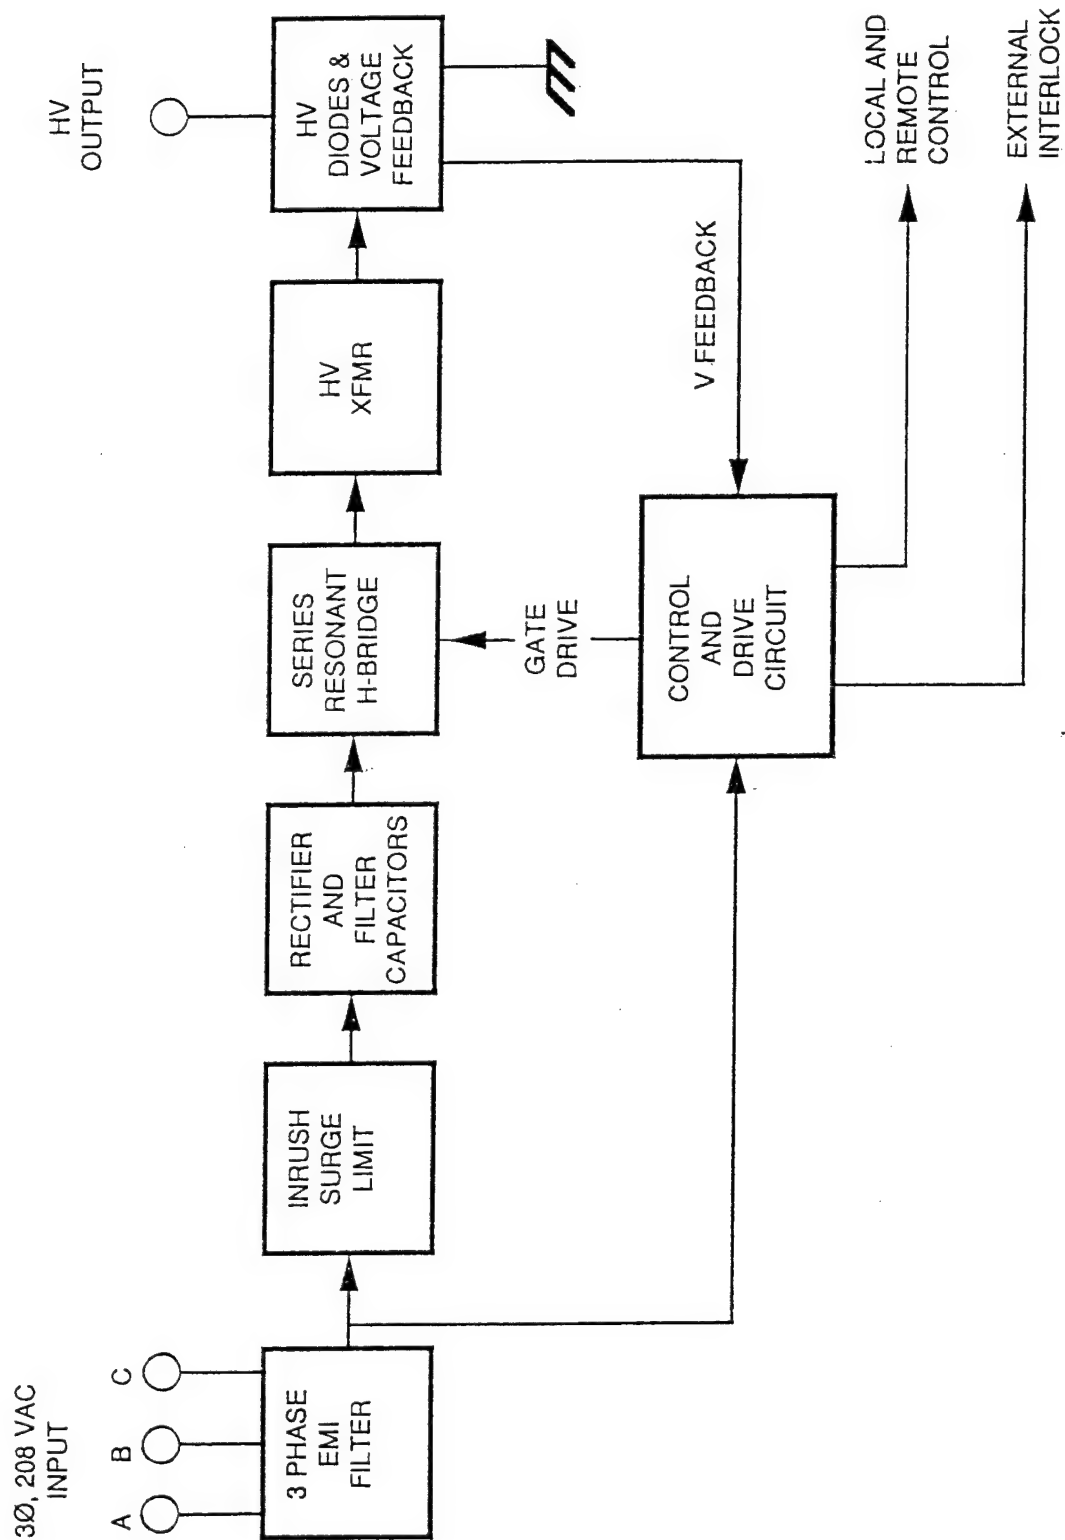 3Ø, 208 VAC
INPUT
A
B
C
3 PHASE
EMI
FILTER
INRUSH
SURGE
LIMIT
RECTIFIER
AND
FILTER
CAPACITORS
SERIES
RESONANT
H-BRIDGE
HV
XFMR
HV
DIODES &
VOLTAGE
FEEDBACK
HV
OUTPUT
GATE
DRIVE
V FEEDBACK
CONTROL
AND
DRIVE
CIRCUIT
LOCAL AND
REMOTE
CONTROL
EXTERNAL
INTERLOCK